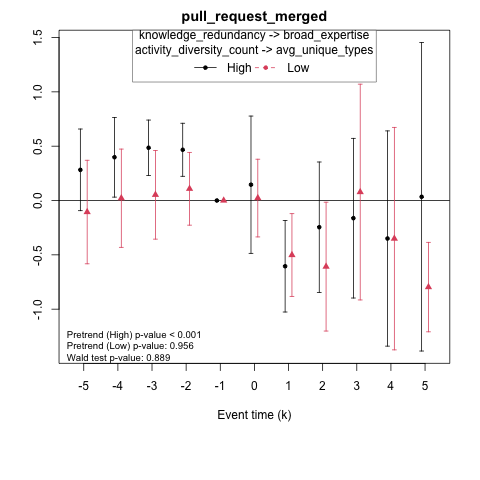 pull_request_merged
knowledge_redundancy -> broad_expertise
activity_diversity_count -> avg_unique_types
High Low
1.5
1.0
0.5
0.0
-0.5
-1.0
Pretrend (High) p-value < 0.001
Pretrend (Low) p-value: 0.956
Wald test p-value: 0.889
-5 -4 -3 -2 -1 0 1 2 3 4 5
Event time (k)